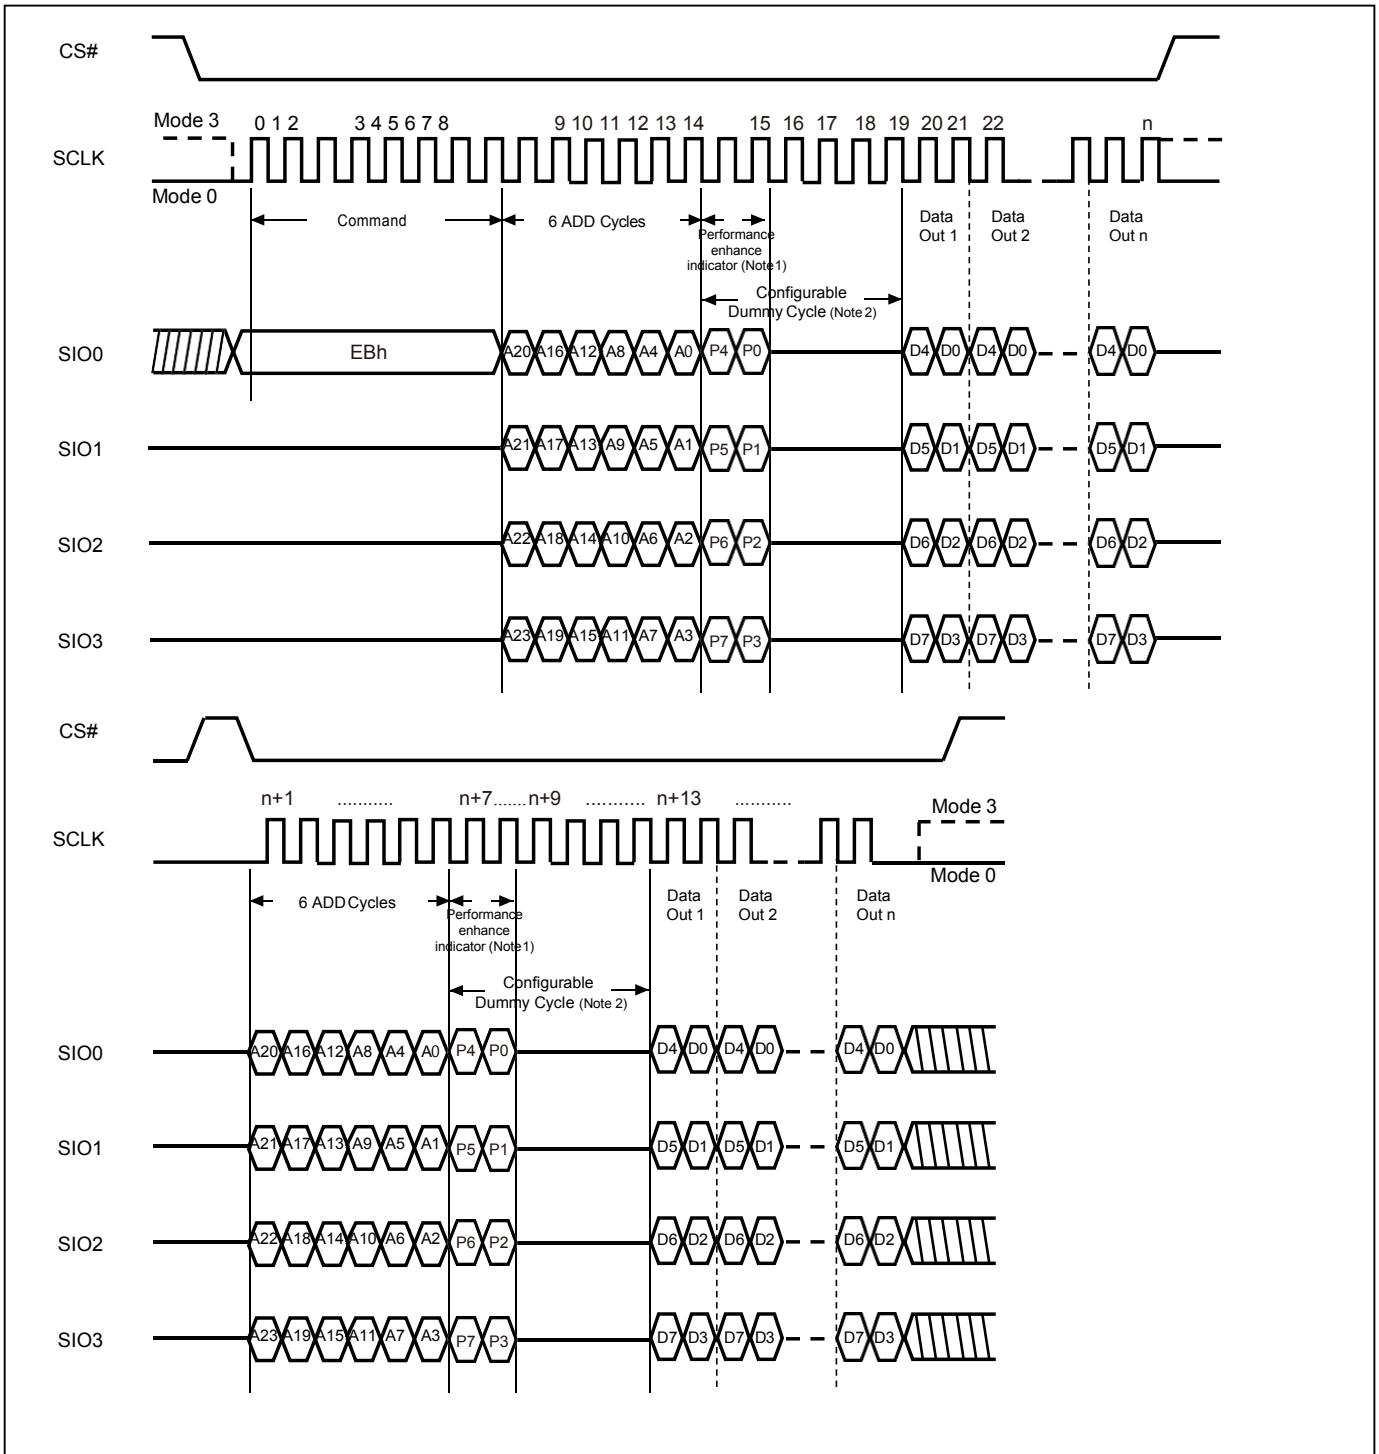 CS#
Mode 3
0 1 2 3 4 5 6 7 8 9 10 11 12 13 14 15 16 17 18 19 20 21 22 n
SCLK
Mode 0
Command
6 ADD Cycles
Performance
enhance
indicator (Note1)
Data
Out 1
Data
Out 2
Data
Out n
Configurable
Dummy Cycle (Note 2)
SIO0 EBh A20 A16 A12 A8 A4 A0 P4 P0 D4 D0 D4 D0 D4 D0
SIO1 A21 A17 A13 A9 A5 A1 P5 P1 D5 D1 D5 D1 D5 D1
SIO2 A22 A18 A14 A10 A6 A2 P6 P2 D6 D2 D6 D2 D6 D2
SIO3 A23 A19 A15 A11 A7 A3 P7 P3 D7 D3 D7 D3 D7 D3
CS#
n+1 ........... n+7.......n+9 ........... n+13 ...........
Mode 3
SCLK
Mode 0
6 ADD Cycles
Performance
enhance
indicator (Note1)
Data
Out 1
Data
Out 2
Data
Out n
Configurable
Dummy Cycle (Note 2)
SIO0 A20 A16 A12 A8 A4 A0 P4 P0 D4 D0 D4 D0 D4 D0
SIO1 A21 A17 A13 A9 A5 A1 P5 P1 D5 D1 D5 D1 D5 D1
SIO2 A22 A18 A14 A10 A6 A2 P6 P2 D6 D2 D6 D2 D6 D2
SIO3 A23 A19 A15 A11 A7 A3 P7 P3 D7 D3 D7 D3 D7 D3